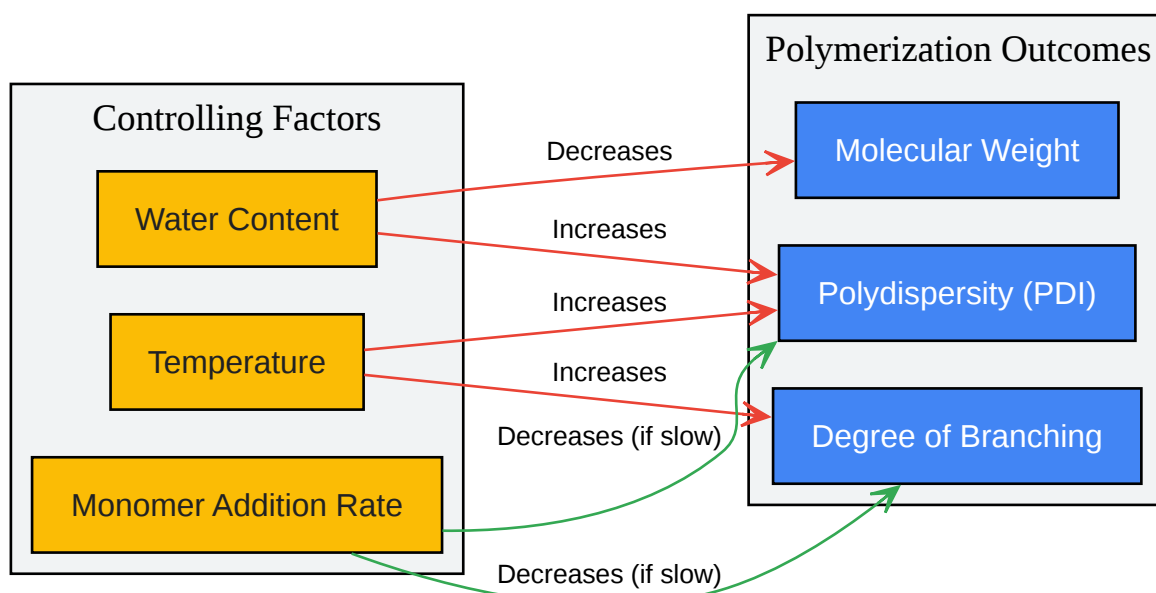 Polymerization Outcomes
Controlling Factors
Decreases
Molecular Weight
Water Content
Increases
Polydispersity (PDI)
Increases
Temperature
Increases
Decreases (if slow)
Degree of Branching
Monomer Addition Rate
Decreases (if slow)